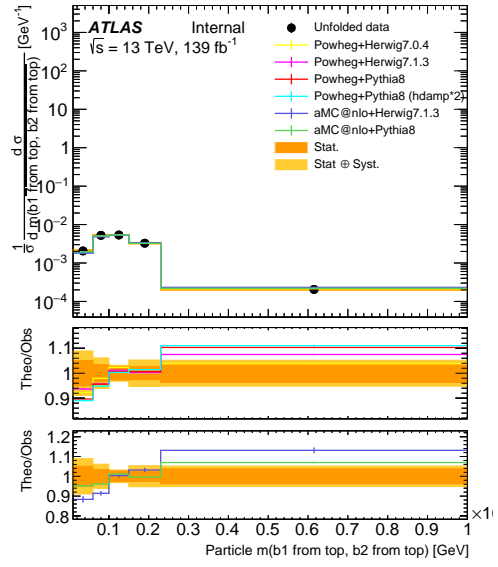 ATLAS Internal
√s = 13 TeV, 139 fb⁻¹
Unfolded data
Powheg+Herwig7.0.4
Powheg+Herwig7.1.3
Powheg+Pythia8
Powheg+Pythia8 (hdamp*2)
aMC@nlo+Herwig7.1.3
aMC@nlo+Pythia8
Stat.
Stat ⊕ Syst.
1/σ d σ / d m(b1 from top, b2 from top) [GeV⁻¹]
10³
10²
10
1
10⁻¹
10⁻²
10⁻³
10⁻⁴
Theo/Obs
1.1
1
0.9
Theo/Obs
1.2
1.1
1
0.9
0.8
0.1 0.2 0.3 0.4 0.5 0.6 0.7 0.8 0.9 1
Particle m(b1 from top, b2 from top) [GeV]